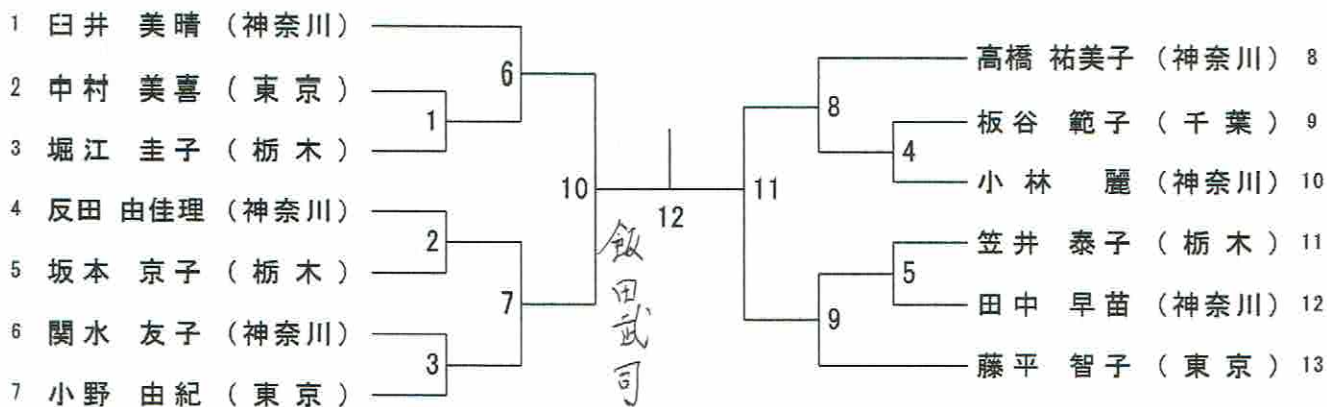 1 臼井 美晴 (神奈川)
2 中村 美喜 ( 東京 )
3 堀江 圭子 ( 栃木 )
4 反田 由佳理 (神奈川)
5 坂本 京子 ( 栃木 )
6 関水 友子 (神奈川)
7 小野 由紀 ( 東京 )
1
2
3
6
7
10
12
飯田武司
11
8
9
4
5
高橋 祐美子 (神奈川) 8
板谷 範子 ( 千葉 ) 9
小林 麗 (神奈川) 10
笠井 泰子 ( 栃木 ) 11
田中 早苗 (神奈川) 12
藤平 智子 ( 東京 ) 13